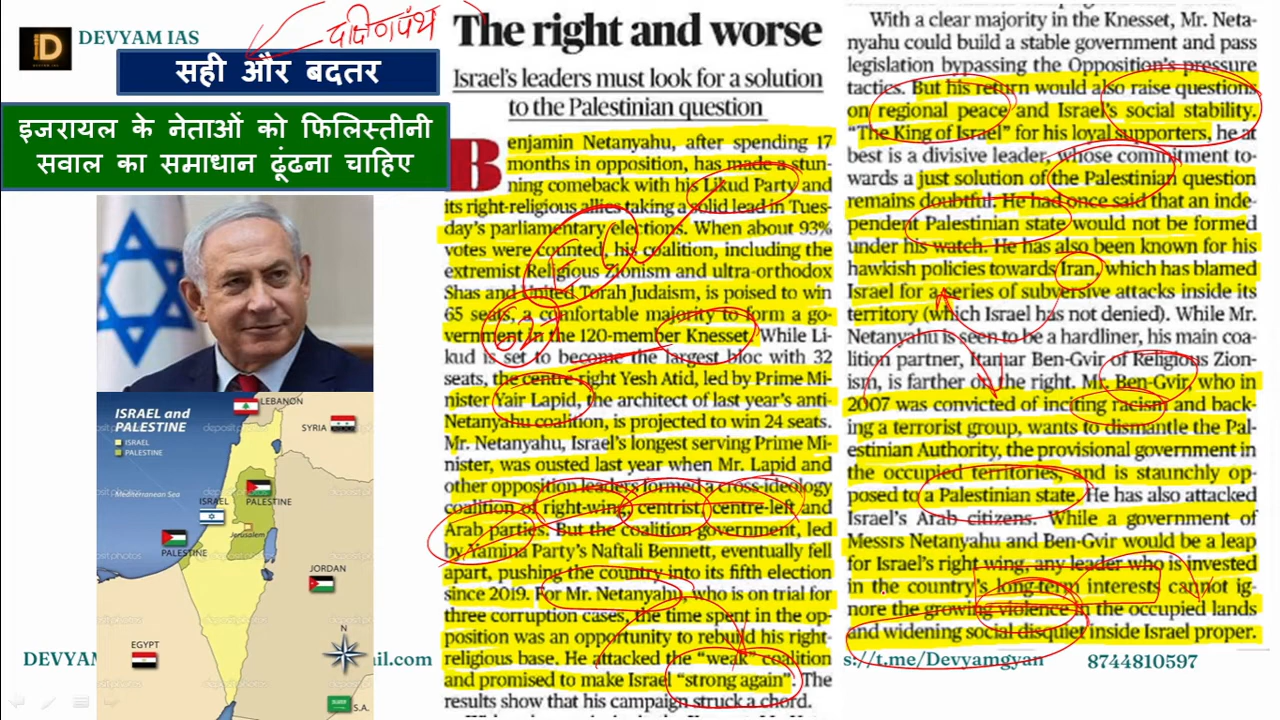 DEVYAM IAS
दक्षिणपंथ
सही और बदतर
इजरायल के नेताओं को फिलिस्तीनी
सवाल का समाधान ढूंढना चाहिए
ISRAEL and
PALESTINE
ISRAEL
PALESTINE
LEBANON
SYRIA
Mediterranean Sea
ISRAEL
PALESTINE
Jerusalem
PALESTINE
JORDAN
EGYPT
N
S.A.
The right and worse
Israel's leaders must look for a solution
to the Palestinian question
Benjamin Netanyahu, after spending 17
months in opposition, has made a stun-
ning comeback with his Likud Party and
its right-religious allies taking a solid lead in Tues-
day's parliamentary elections. When about 93%
votes were counted, his coalition, including the
extremist Religious Zionism and ultra-orthodox
Shas and United Torah Judaism, is poised to win
65 seats, a comfortable majority to form a go-
vernment in the 120-member Knesset. While Li-
kud is set to become the largest bloc with 32
seats, the centre right Yesh Atid, led by Prime Mi-
nister Yair Lapid, the architect of last year's anti-
Netanyahu coalition, is projected to win 24 seats.
Mr. Netanyahu, Israel's longest serving Prime Mi-
nister, was ousted last year when Mr. Lapid and
other opposition leaders formed a cross-ideology
coalition of right-wing, centrist, centre-left and
Arab parties. But the coalition government, led
by Yamina Party's Naftali Bennett, eventually fell
apart, pushing the country into its fifth election
since 2019. For Mr. Netanyahu, who is on trial for
three corruption cases, the time spent in the op-
position was an opportunity to rebuild his right-
religious base. He attacked the "weak" coalition
and promised to make Israel "strong again". The
results show that his campaign struck a chord.
With a clear majority in the Knesset, Mr. Neta-
nyahu could build a stable government and pass
legislation bypassing the Opposition's pressure
tactics. But his return would also raise questions
on regional peace and Israel's social stability.
"The King of Israel" for his loyal supporters, he at
best is a divisive leader, whose commitment to-
wards a just solution of the Palestinian question
remains doubtful. He had once said that an inde-
pendent Palestinian state would not be formed
under his watch. He has also been known for his
hawkish policies towards Iran, which has blamed
Israel for a series of subversive attacks inside its
territory (which Israel has not denied). While Mr.
Netanyahu is seen to be a hardliner, his main coa-
lition partner, Itamar Ben-Gvir of Religious Zion-
ism, is farther on the right. Mr. Ben-Gvir, who in
2007 was convicted of inciting racism and back-
ing a terrorist group, wants to dismantle the Pal-
estinian Authority, the provisional government in
the occupied territories, and is staunchly op-
posed to a Palestinian state. He has also attacked
Israel's Arab citizens. While a government of
Messrs Netanyahu and Ben-Gvir would be a leap
for Israel's right wing, any leader who is invested
in the country's long-term interests cannot ig-
nore the growing violence in the occupied lands
and widening social disquiet inside Israel proper.
DEVYAM
ail.com
s://t.me/Devyamgyan
8744810597